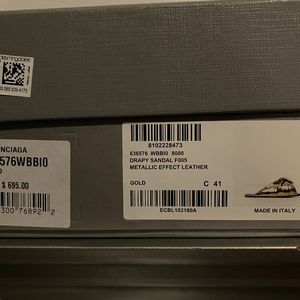 NCIAGA
576WBBI0
$ 695.00
300 76892 2
8102228473
636576 WBBI0 8000
DRAPY SANDAL F005
METALLIC EFFECT LEATHER
GOLD C 41
ECBL102180A
MADE IN ITALY